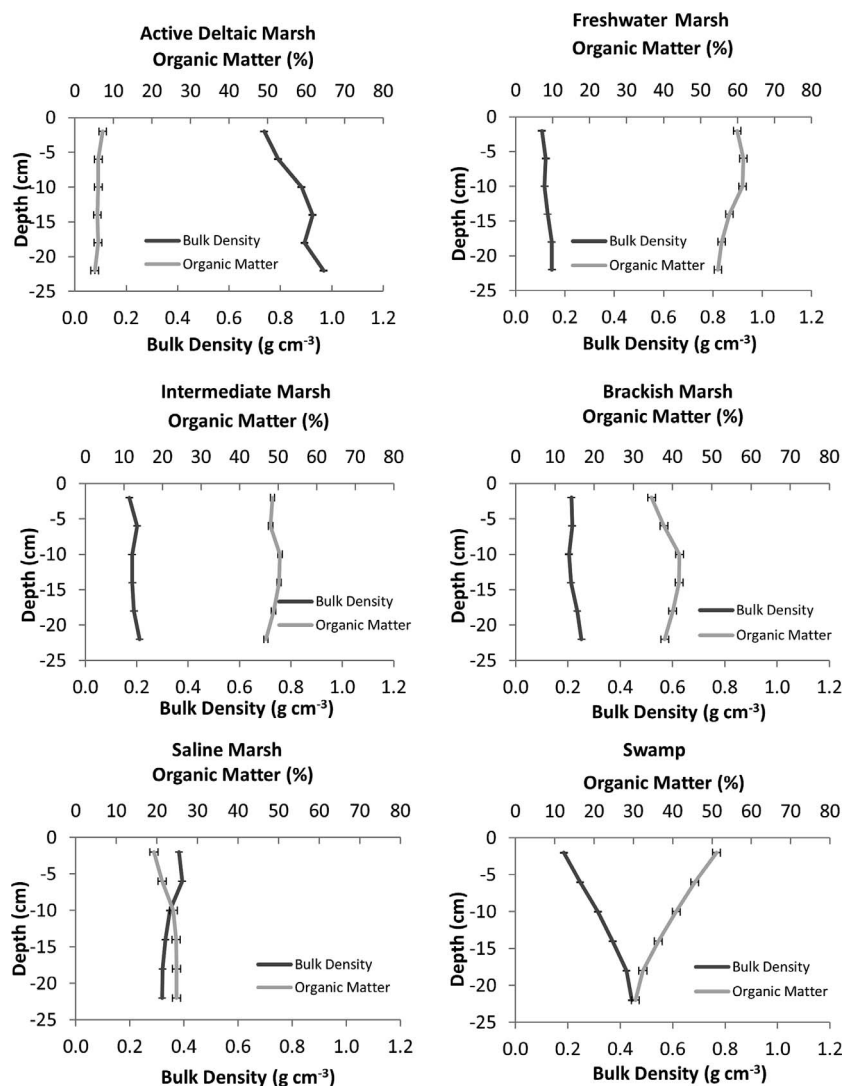 Active Deltaic Marsh
Organic Matter (%)
0 10 20 30 40 50 60 70 80
0
-5
-10
-15
-20
-25
Depth (cm)
Bulk Density
Organic Matter
0.0 0.2 0.4 0.6 0.8 1.0 1.2
Bulk Density (g cm⁻³)
Freshwater Marsh
Organic Matter (%)
0 10 20 30 40 50 60 70 80
0
-5
-10
-15
-20
-25
Depth (cm)
Bulk Density
Organic Matter
0.0 0.2 0.4 0.6 0.8 1.0 1.2
Bulk Density (g cm⁻³)
Intermediate Marsh
Organic Matter (%)
0 10 20 30 40 50 60 70 80
0
-5
-10
-15
-20
-25
Depth (cm)
Bulk Density
Organic Matter
0.0 0.2 0.4 0.6 0.8 1.0 1.2
Bulk Density (g cm⁻³)
Brackish Marsh
Organic Matter (%)
0 10 20 30 40 50 60 70 80
0
-5
-10
-15
-20
-25
Depth (cm)
Bulk Density
Organic Matter
0.0 0.2 0.4 0.6 0.8 1.0 1.2
Bulk Density (g cm⁻³)
Saline Marsh
Organic Matter (%)
0 10 20 30 40 50 60 70 80
0
-5
-10
-15
-20
-25
Depth (cm)
Bulk Density
Organic Matter
0.0 0.2 0.4 0.6 0.8 1.0 1.2
Bulk Density (g cm⁻³)
Swamp
Organic Matter (%)
0 10 20 30 40 50 60 70 80
0
-5
-10
-15
-20
-25
Depth (cm)
Bulk Density
Organic Matter
0.0 0.2 0.4 0.6 0.8 1.0 1.2
Bulk Density (g cm⁻³)